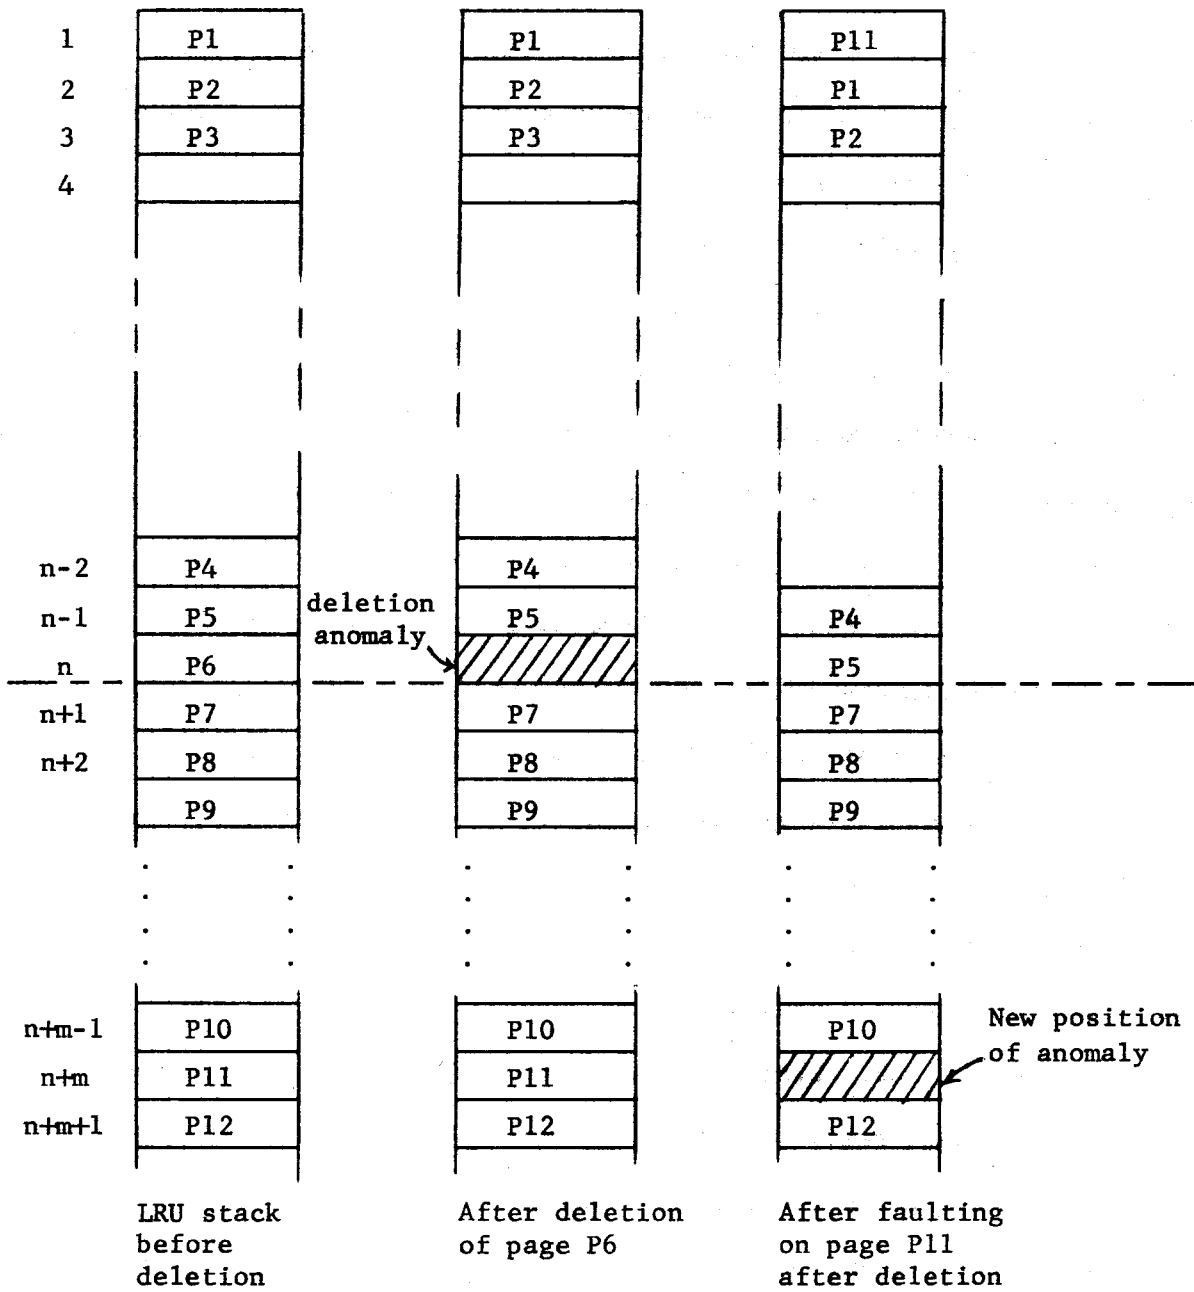 1 P1 P1 P11
2 P2 P2 P1
3 P3 P3 P2
4
n-2 P4 P4
n-1 P5 deletion anomaly P5 P4
n P6 P5
n+1 P7 P7 P7
n+2 P8 P8 P8
P9 P9 P9
n+m-1 P10 P10 P10
New position
of anomaly
n+m P11 P11
n+m+1 P12 P12 P12
LRU stack
before
deletion
After deletion
of page P6
After faulting
on page P11
after deletion